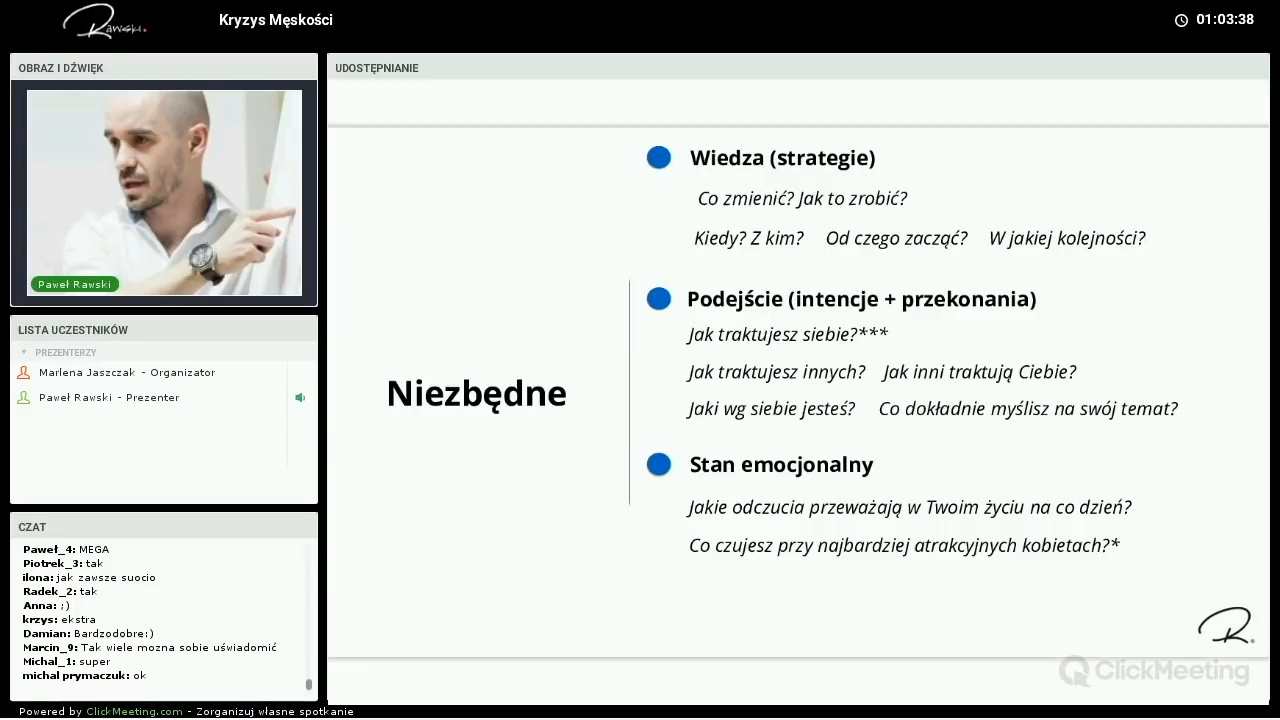 Rawski.
Kryzys Męskości
01:03:38
OBRAZ I DŹWIĘK
Paweł Rawski
LISTA UCZESTNIKÓW
PREZENTERZY
Marlena Jaszczak - Organizator
Paweł Rawski - Prezenter
CZAT
Paweł_4: MEGA
Piotrek_3: tak
ilona: jak zawsze suocio
Radek_2: tak
Anna: ;)
krzys: ekstra
Damian: Bardzodobre:)
Marcin_9: Tak wiele mozna sobie uświadomić
Michal_1: super
michal prymaczuk: ok
UDOSTĘPNIANIE
Niezbędne
Wiedza (strategie)
Co zmienić? Jak to zrobić?
Kiedy? Z kim? Od czego zacząć? W jakiej kolejności?
Podejście (intencje + przekonania)
Jak traktujesz siebie?***
Jak traktujesz innych? Jak inni traktują Ciebie?
Jaki wg siebie jesteś? Co dokładnie myślisz na swój temat?
Stan emocjonalny
Jakie odczucia przeważają w Twoim życiu na co dzień?
Co czujesz przy najbardziej atrakcyjnych kobietach?*
R.
ClickMeeting
Powered by ClickMeeting.com - Zorganizuj własne spotkanie